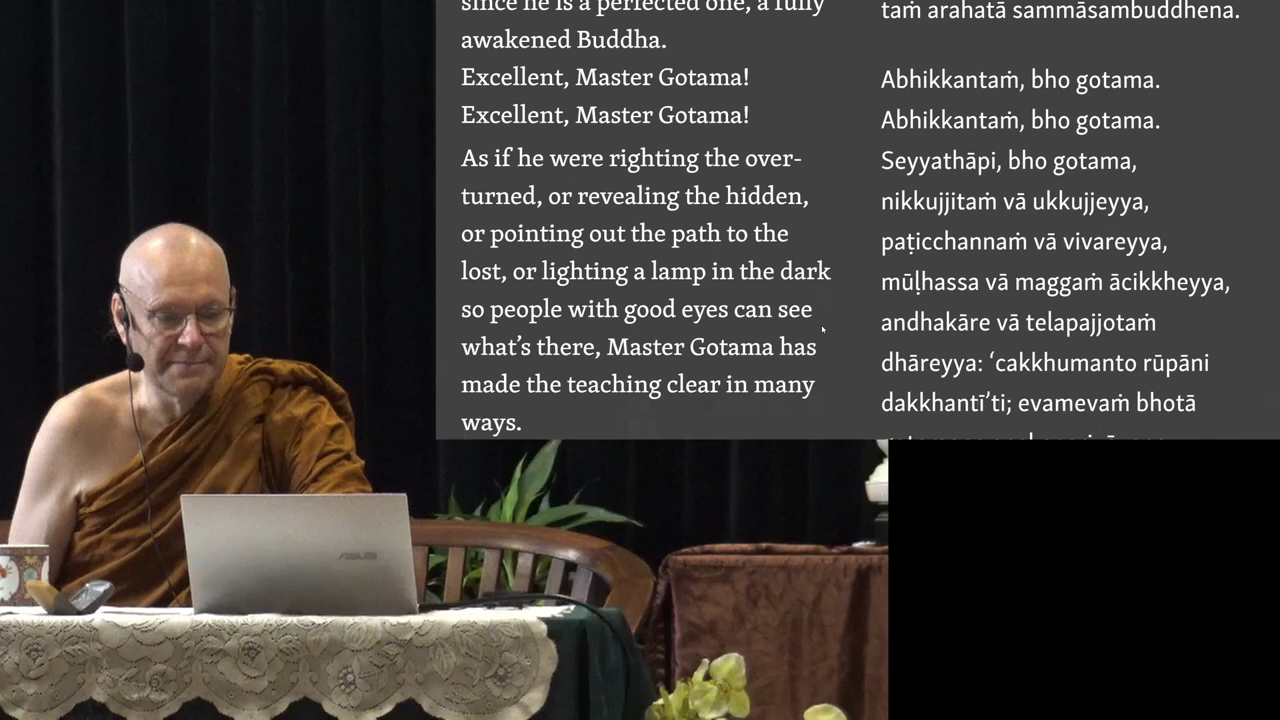 since he is a perfected one, a fully
awakened Buddha.
Excellent, Master Gotama!
Excellent, Master Gotama!
As if he were righting the over-
turned, or revealing the hidden,
or pointing out the path to the
lost, or lighting a lamp in the dark
so people with good eyes can see
what’s there, Master Gotama has
made the teaching clear in many
ways.
taṁ arahatā sammāsambuddhena.
Abhikkantaṁ, bho gotama.
Abhikkantaṁ, bho gotama.
Seyyathāpi, bho gotama,
nikkujjitaṁ vā ukkujjeyya,
paṭicchannaṁ vā vivareyya,
mūḷhassa vā maggaṁ ācikkheyya,
andhakāre vā telapajjotaṁ
dhāreyya: ‘cakkhumanto rūpāni
dakkhantī’ti; evamevaṁ bhotā
ASUS